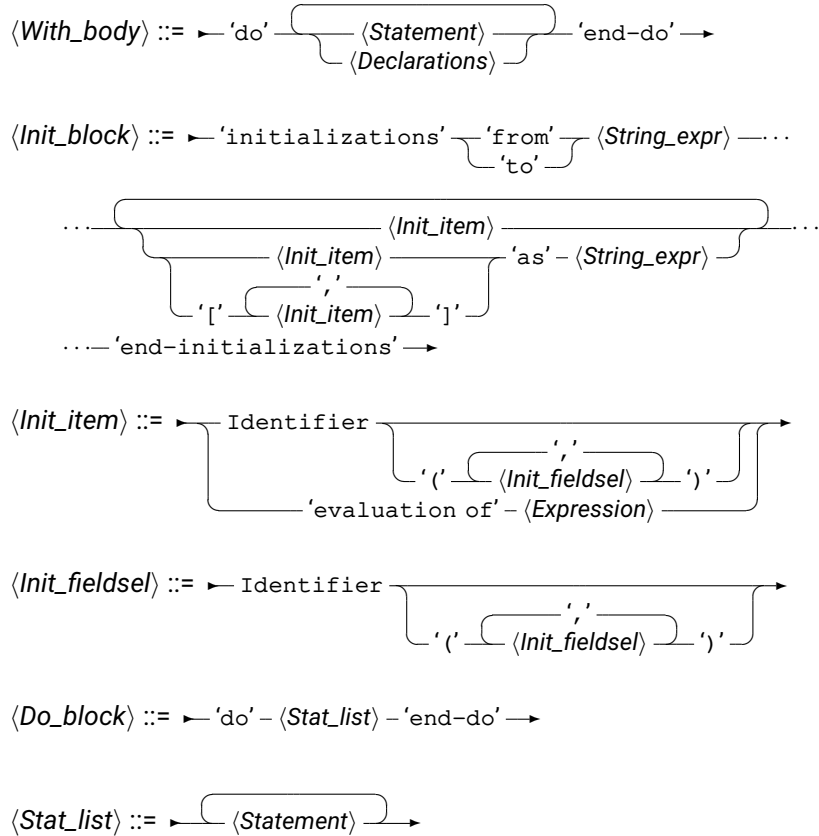 ⟨With_body⟩ ::= ‘do’ ⟨Statement⟩ ‘end-do’
⟨Declarations⟩
⟨Init_block⟩ ::= ‘initializations’ ‘from’ ⟨String_expr⟩ ···
‘to’
··· ⟨Init_item⟩ ···
⟨Init_item⟩ ‘as’ ⟨String_expr⟩
‘,’
‘[’ ⟨Init_item⟩ ‘]’
··· ‘end-initializations’
⟨Init_item⟩ ::= Identifier
‘,’
‘(’ ⟨Init_fieldsel⟩ ‘)’
‘evaluation of’ ⟨Expression⟩
⟨Init_fieldsel⟩ ::= Identifier
‘,’
‘(’ ⟨Init_fieldsel⟩ ‘)’
⟨Do_block⟩ ::= ‘do’ ⟨Stat_list⟩ ‘end-do’
⟨Stat_list⟩ ::= ⟨Statement⟩